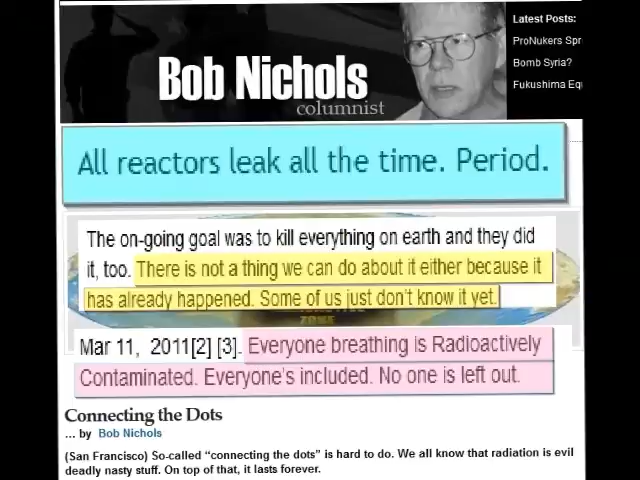 Latest Posts:
ProNukers Spr
Bomb Syria?
Fukushima Equ
Bob Nichols
columnist
All reactors leak all the time. Period.
The on-going goal was to kill everything on earth and they did
it, too. There is not a thing we can do about it either because it
has already happened. Some of us just don't know it yet.
ZONE
Mar 11, 2011[2] [3]. Everyone breathing is Radioactively
Contaminated. Everyone's included. No one is left out.
Connecting the Dots
... by Bob Nichols
(San Francisco) So-called “connecting the dots” is hard to do. We all know that radiation is evil
deadly nasty stuff. On top of that, it lasts forever.